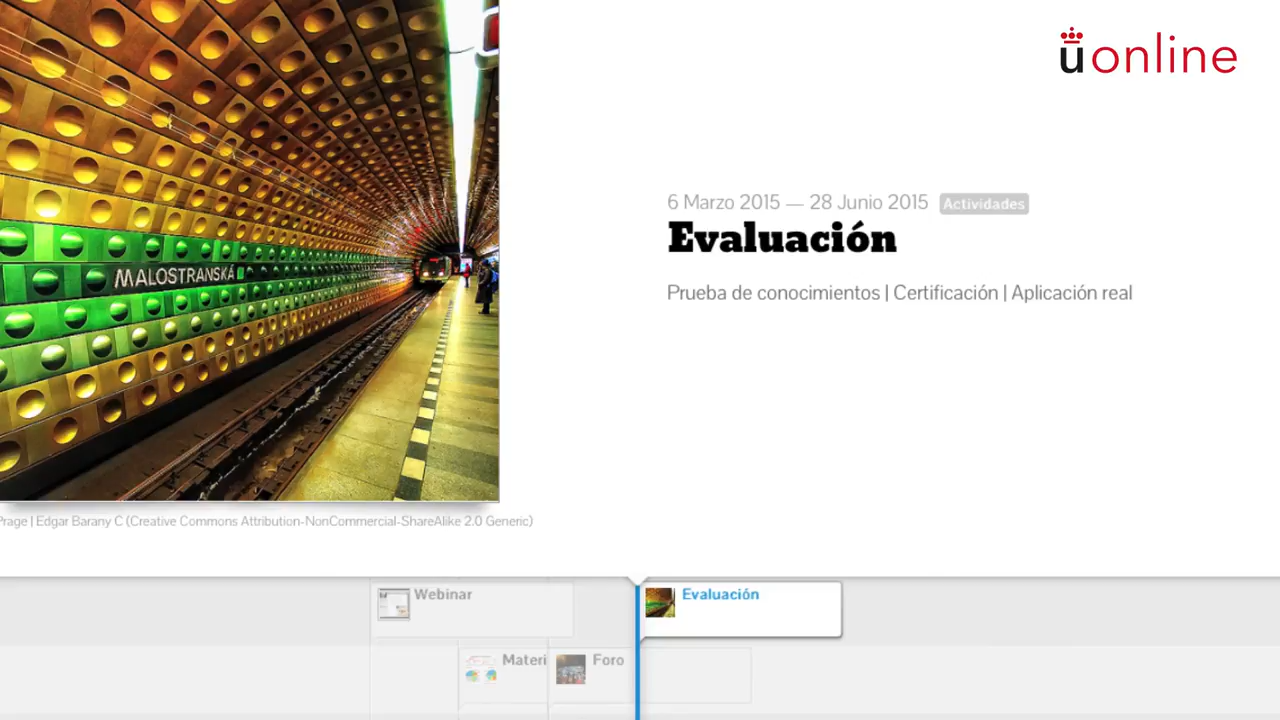 uonline
6 Marzo 2015 — 28 Junio 2015 Actividades
Evaluación
Prueba de conocimientos | Certificación | Aplicación real
MALOSTRANSKÁ
Prage | Edgar Barany C (Creative Commons Attribution-NonCommercial-ShareAlike 2.0 Generic)
Webinar
Evaluación
Materi
Foro